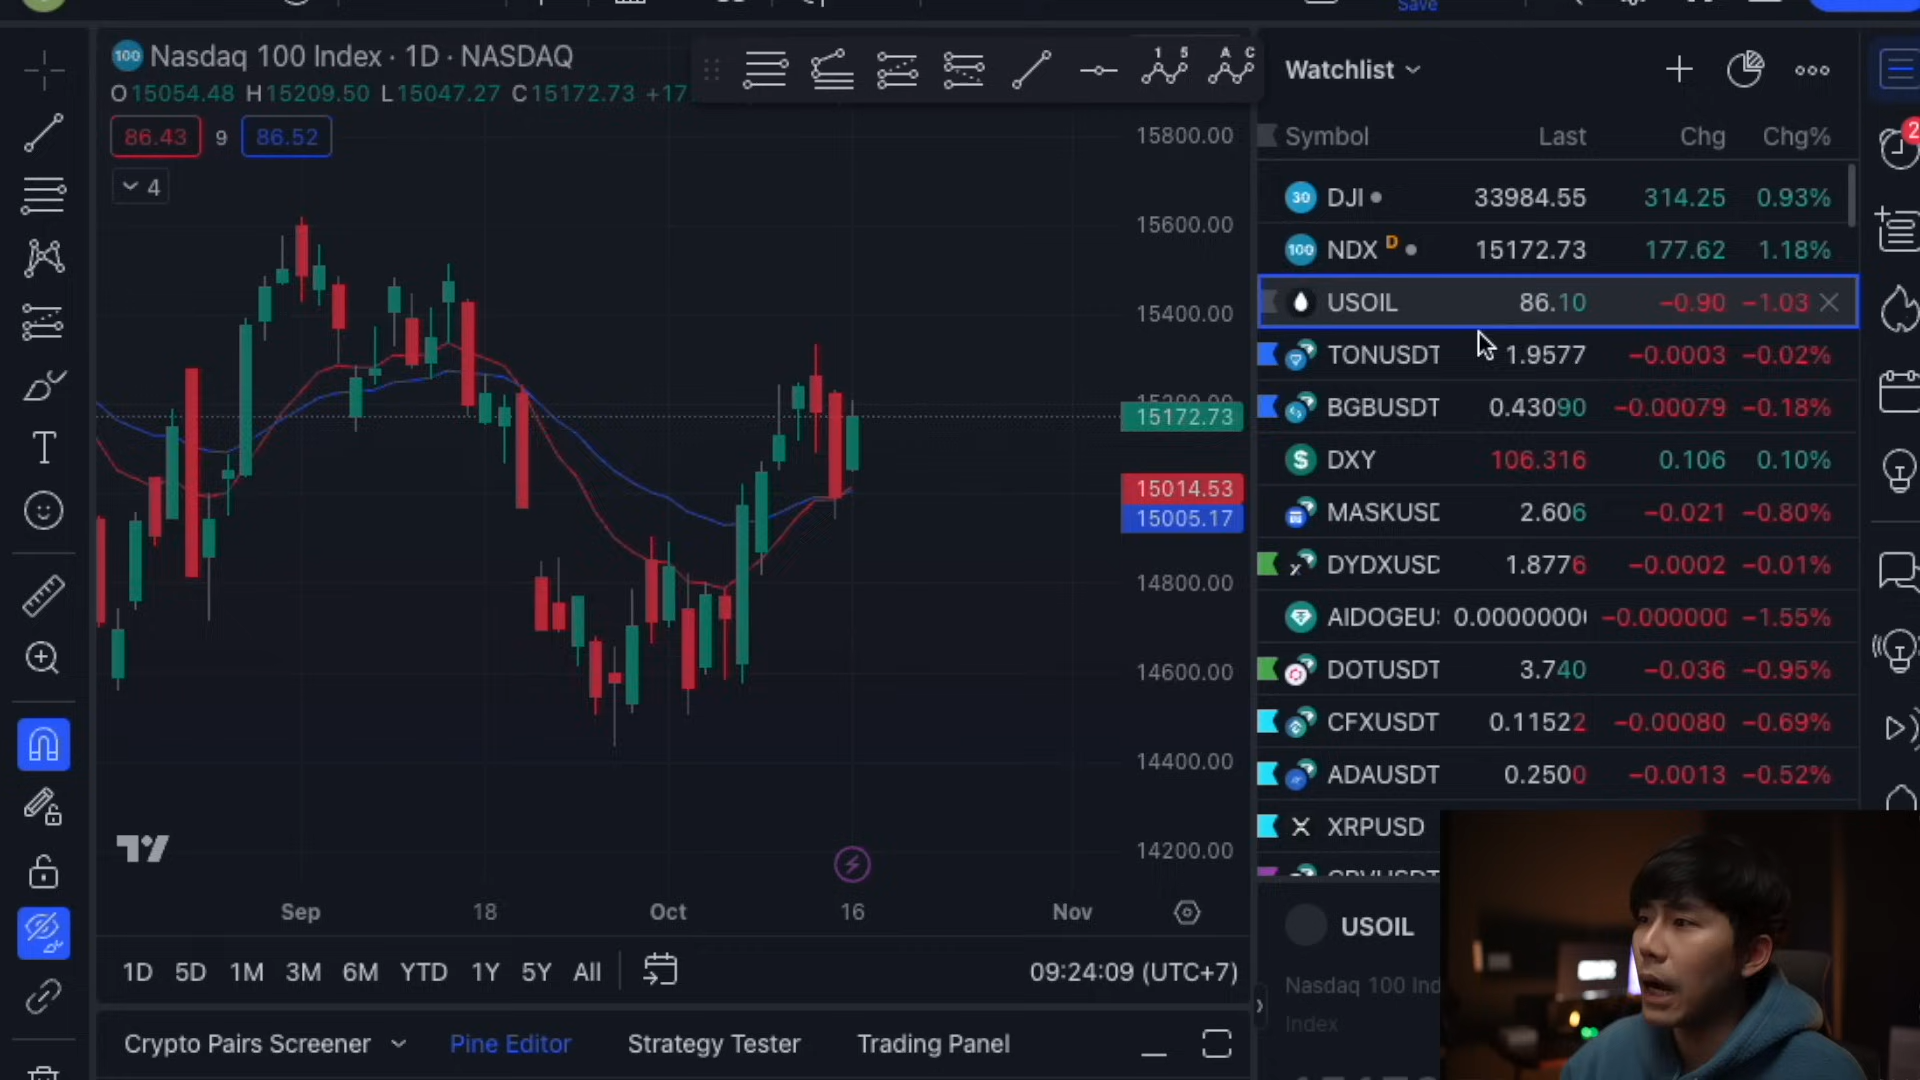 Save
100 Nasdaq 100 Index · 1D · NASDAQ
O15054.48 H15209.50 L15047.27 C15172.73 +17
86.43 9 86.52
4
1 5
A C
15800.00
15600.00
15400.00
15172.73
15014.53
15005.17
14800.00
14600.00
14400.00
14200.00
Sep 18 Oct 16 Nov
1D 5D 1M 3M 6M YTD 1Y 5Y All
09:24:09 (UTC+7)
Crypto Pairs Screener Pine Editor Strategy Tester Trading Panel
Watchlist
Symbol Last Chg Chg%
30 DJI 33984.55 314.25 0.93%
100 NDX D 15172.73 177.62 1.18%
USOIL 86.10 −0.90 −1.03
TONUSDT 1.9577 −0.0003 −0.02%
BGBUSDT 0.43090 −0.00079 −0.18%
DXY 106.316 0.106 0.10%
MASKUSD 2.606 −0.021 −0.80%
DYDXUSD 1.8776 −0.0002 −0.01%
AIDOGEU 0.0000000 −0.000000 −1.55%
DOTUSDT 3.740 −0.036 −0.95%
CFXUSDT 0.11522 −0.00080 −0.69%
ADAUSDT 0.2500 −0.0013 −0.52%
XRPUSD
USOIL
Nasdaq 100 Ind
Index
2